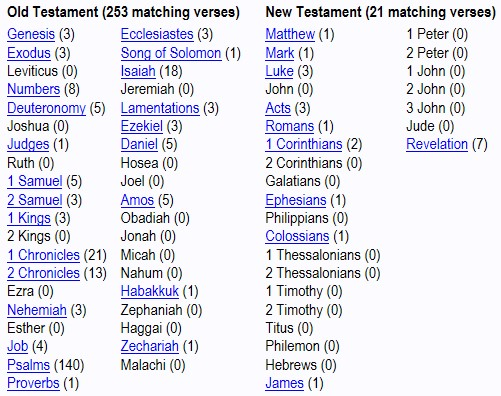 Old Testament (253 matching verses)
Genesis (3)
Exodus (3)
Leviticus (0)
Numbers (8)
Deuteronomy (5)
Joshua (0)
Judges (1)
Ruth (0)
1 Samuel (5)
2 Samuel (3)
1 Kings (3)
2 Kings (0)
1 Chronicles (21)
2 Chronicles (13)
Ezra (0)
Nehemiah (3)
Esther (0)
Job (4)
Psalms (140)
Proverbs (1)
Ecclesiastes (3)
Song of Solomon (1)
Isaiah (18)
Jeremiah (0)
Lamentations (3)
Ezekiel (3)
Daniel (5)
Hosea (0)
Joel (0)
Amos (5)
Obadiah (0)
Jonah (0)
Micah (0)
Nahum (0)
Habakkuk (1)
Zephaniah (0)
Haggai (0)
Zechariah (1)
Malachi (0)
New Testament (21 matching verses)
Matthew (1)
Mark (1)
Luke (3)
John (0)
Acts (3)
Romans (1)
1 Corinthians (2)
2 Corinthians (0)
Galatians (0)
Ephesians (1)
Philippians (0)
Colossians (1)
1 Thessalonians (0)
2 Thessalonians (0)
1 Timothy (0)
2 Timothy (0)
Titus (0)
Philemon (0)
Hebrews (0)
James (1)
1 Peter (0)
2 Peter (0)
1 John (0)
2 John (0)
3 John (0)
Jude (0)
Revelation (7)